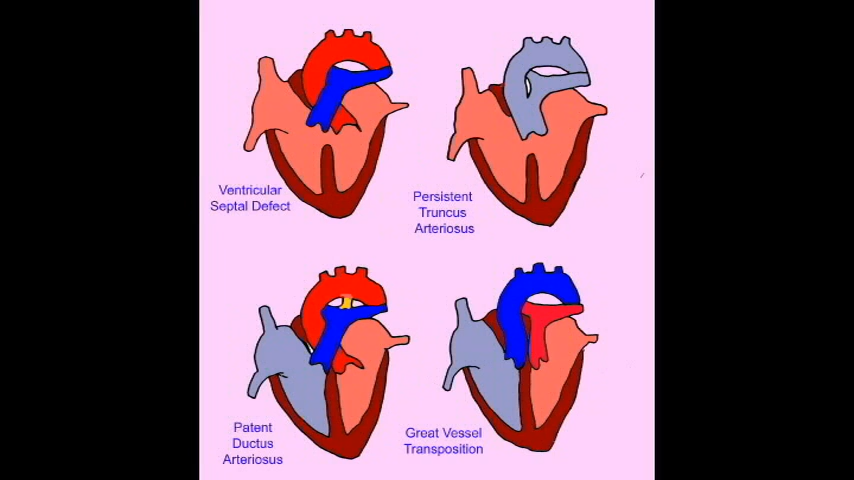 Ventricular
Septal Defect
Persistent
Truncus
Arteriosus
Patent
Ductus
Arteriosus
Great Vessel
Transposition